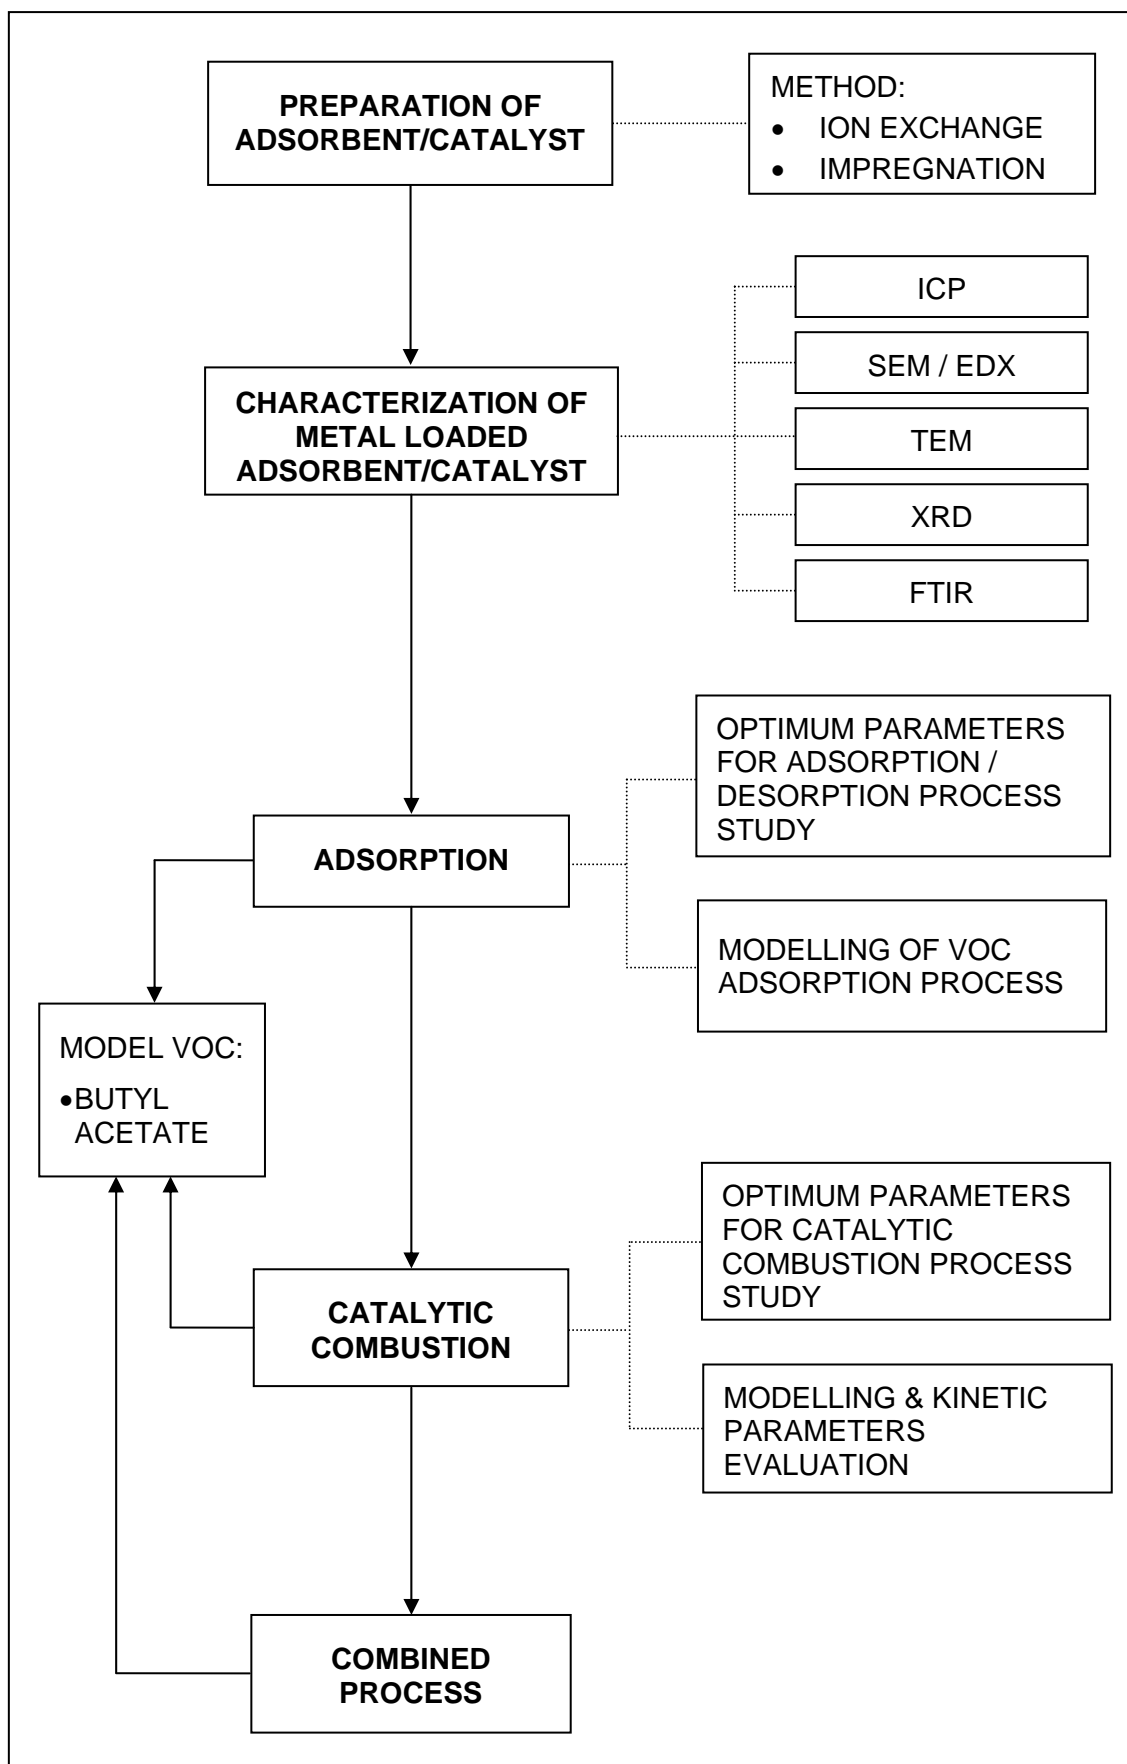 PREPARATION OF
ADSORBENT/CATALYST
METHOD:
• ION EXCHANGE
• IMPREGNATION
ICP
SEM / EDX
CHARACTERIZATION OF
METAL LOADED
ADSORBENT/CATALYST
TEM
XRD
FTIR
OPTIMUM PARAMETERS
FOR ADSORPTION /
DESORPTION PROCESS
STUDY
ADSORPTION
MODELLING OF VOC
ADSORPTION PROCESS
MODEL VOC:
•BUTYL
ACETATE
OPTIMUM PARAMETERS
FOR CATALYTIC
COMBUSTION PROCESS
STUDY
CATALYTIC
COMBUSTION
MODELLING & KINETIC
PARAMETERS
EVALUATION
COMBINED
PROCESS